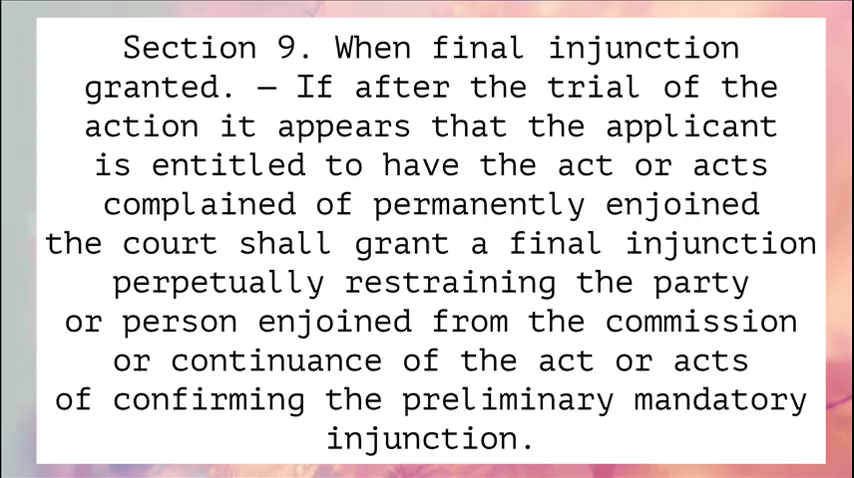 Section 9. When final injunction
granted. — If after the trial of the
action it appears that the applicant
is entitled to have the act or acts
complained of permanently enjoined
the court shall grant a final injunction
perpetually restraining the party
or person enjoined from the commission
or continuance of the act or acts
of confirming the preliminary mandatory
injunction.